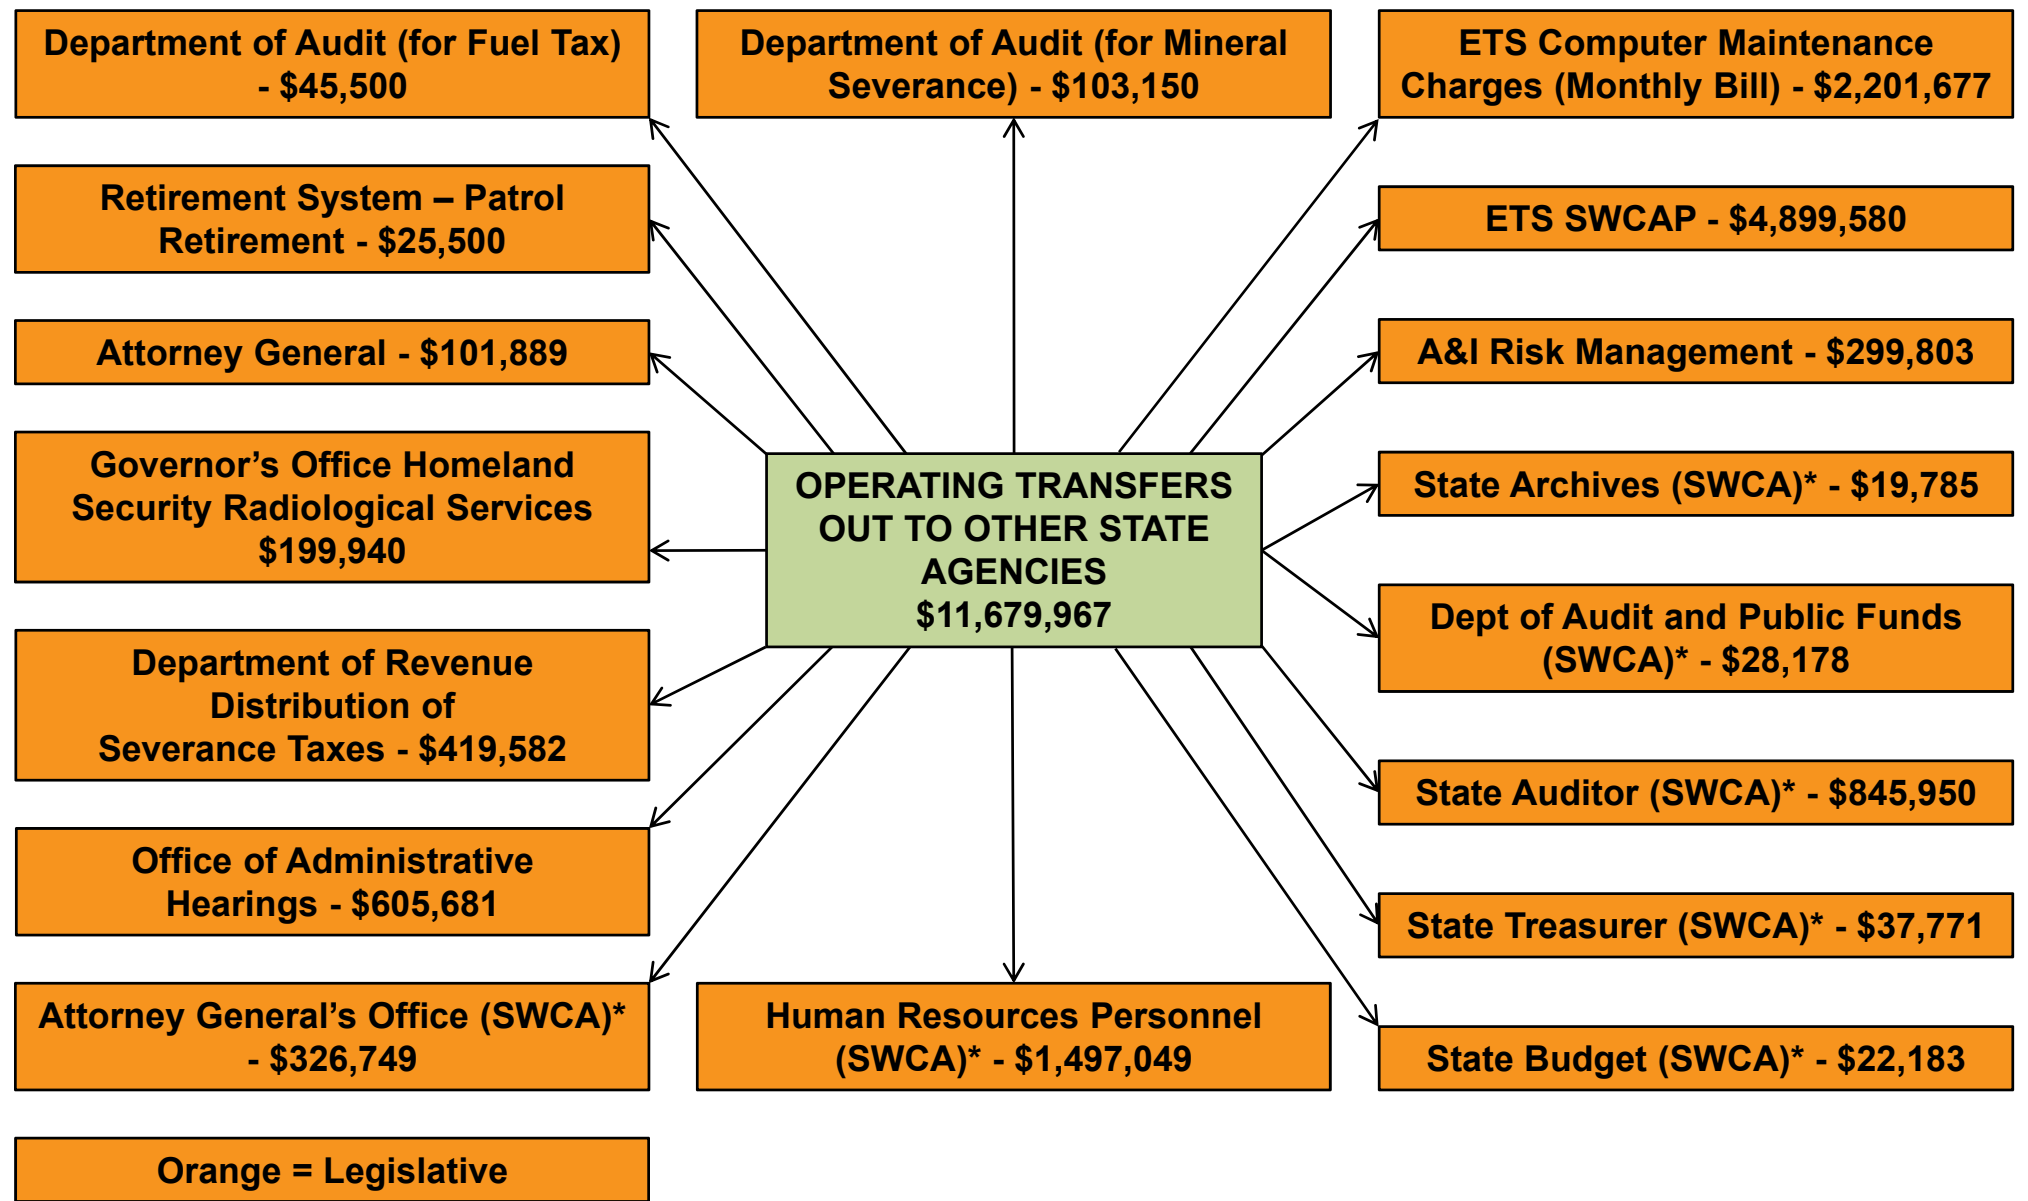 Department of Audit (for Fuel Tax)
- $45,500
Department of Audit (for Mineral
Severance) - $103,150
ETS Computer Maintenance
Charges (Monthly Bill) - $2,201,677
Retirement System – Patrol
Retirement - $25,500
ETS SWCAP - $4,899,580
Attorney General - $101,889
A&I Risk Management - $299,803
Governor’s Office Homeland
Security Radiological Services
$199,940
OPERATING TRANSFERS
OUT TO OTHER STATE
AGENCIES
$11,679,967
State Archives (SWCA)* - $19,785
Dept of Audit and Public Funds
(SWCA)* - $28,178
Department of Revenue
Distribution of
Severance Taxes - $419,582
State Auditor (SWCA)* - $845,950
Office of Administrative
Hearings - $605,681
State Treasurer (SWCA)* - $37,771
Attorney General’s Office (SWCA)*
- $326,749
Human Resources Personnel
(SWCA)* - $1,497,049
State Budget (SWCA)* - $22,183
Orange = Legislative